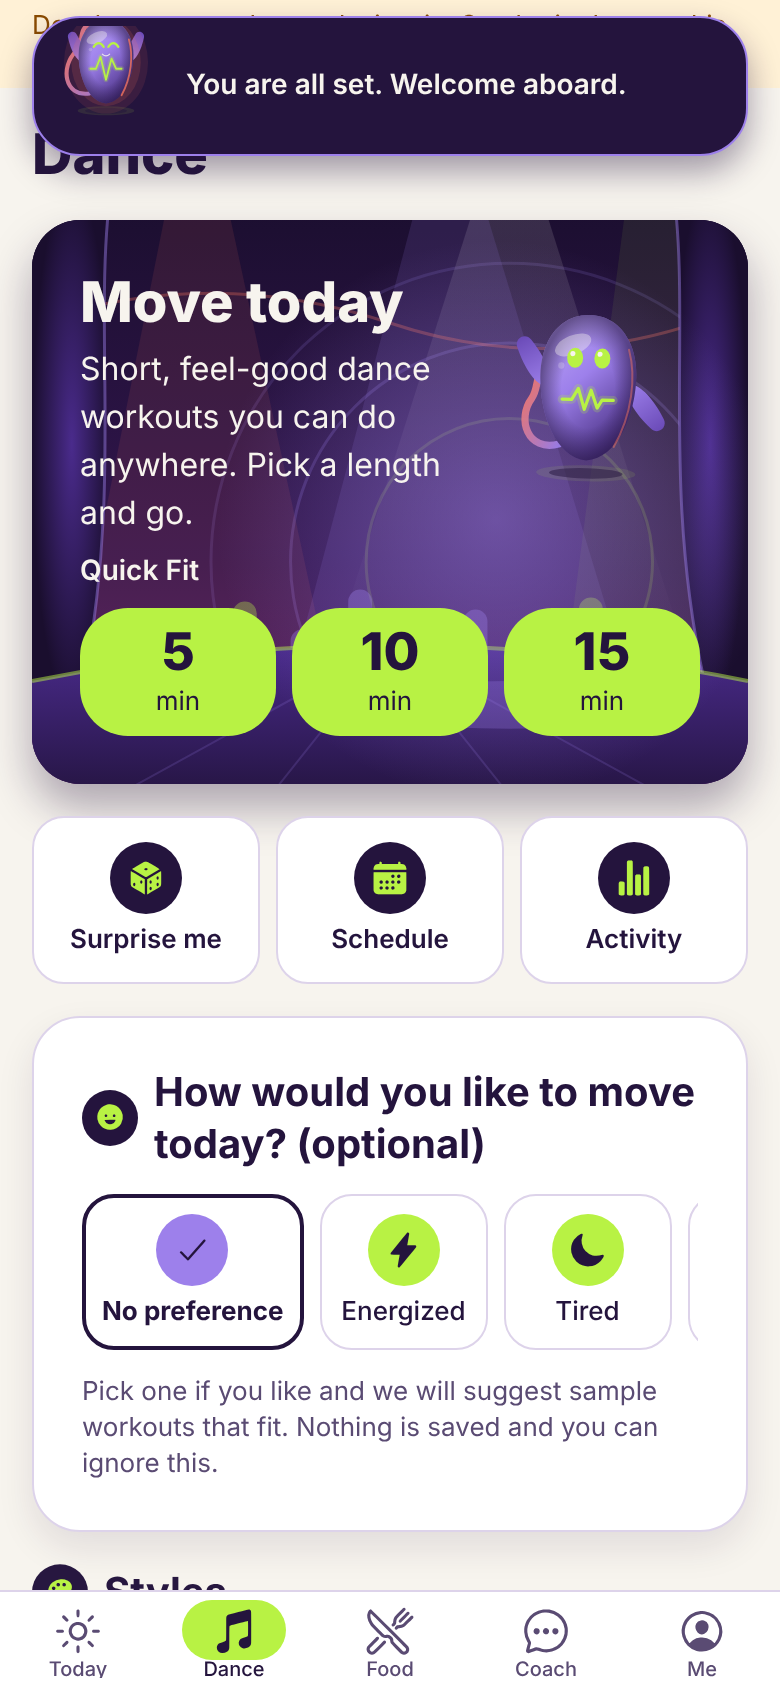 You are all set. Welcome aboard.
Dance
Move today
Short, feel-good dance
workouts you can do
anywhere. Pick a length
and go.
Quick Fit
5 10 15
min min min
Surprise me Schedule Activity
How would you like to move
today? (optional)
No preference Energized Tired
Pick one if you like and we will suggest sample
workouts that fit. Nothing is saved and you can
ignore this.
Styles
Today Dance Food Coach Me